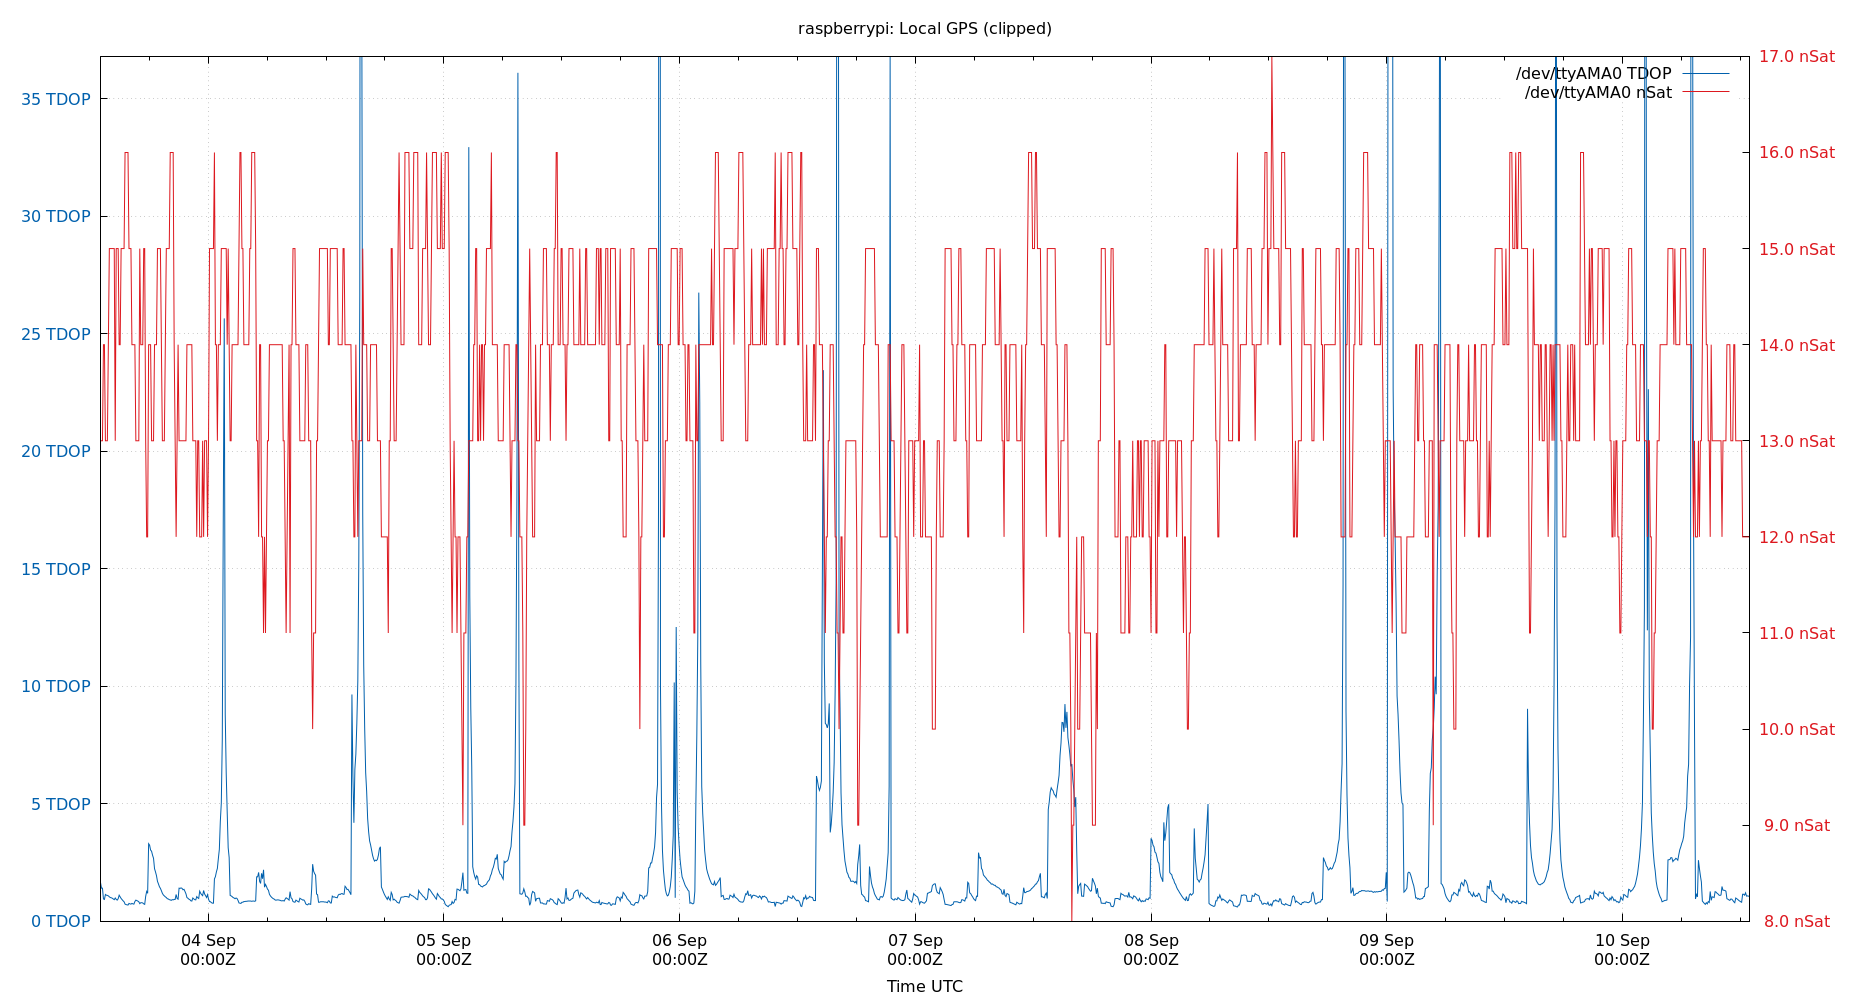 raspberrypi: Local GPS (clipped)
17.0 nSat
/dev/ttyAMA0 TDOP
/dev/ttyAMA0 nSat
35 TDOP
16.0 nSat
30 TDOP
15.0 nSat
25 TDOP
14.0 nSat
20 TDOP
13.0 nSat
12.0 nSat
15 TDOP
11.0 nSat
10 TDOP
10.0 nSat
5 TDOP
9.0 nSat
0 TDOP
8.0 nSat
04 Sep 05 Sep 06 Sep 07 Sep 08 Sep 09 Sep 10 Sep
00:00Z 00:00Z 00:00Z 00:00Z 00:00Z 00:00Z 00:00Z
Time UTC